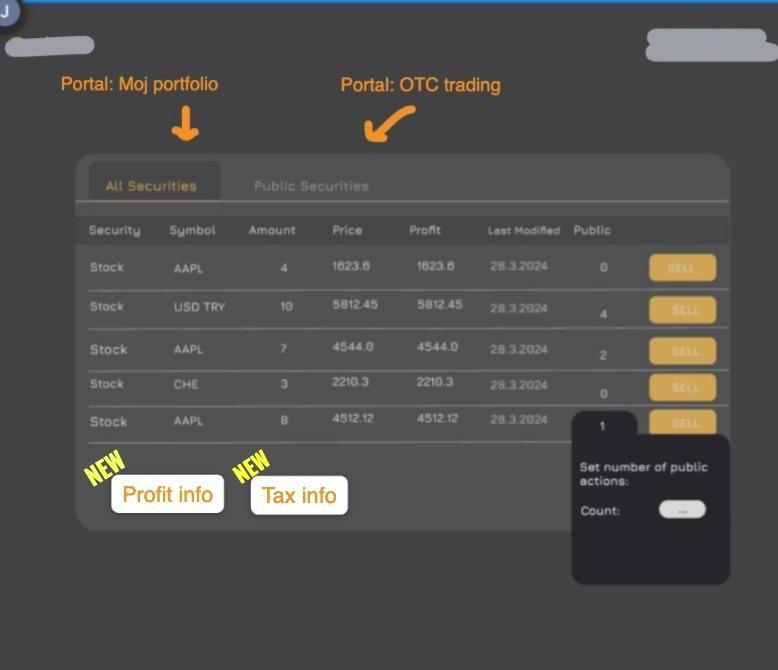 J
Portal: Moj portfolio
Portal: OTC trading
All Securities
Public Securities
Security Symbol Amount Price Profit Last Modified Public
Stock AAPL 4 1623.6 1623.6 28.3.2024 0 SELL
Stock USD TRY 10 5812.45 5812.45 28.3.2024 4 SELL
Stock AAPL 7 4544.0 4544.0 28.3.2024 2 SELL
Stock CHE 3 2210.3 2210.3 28.3.2024 0 SELL
Stock AAPL 8 4512.12 4512.12 28.3.2024 1 SELL
NEW
Profit info
NEW
Tax info
Set number of public
actions:
Count: ...